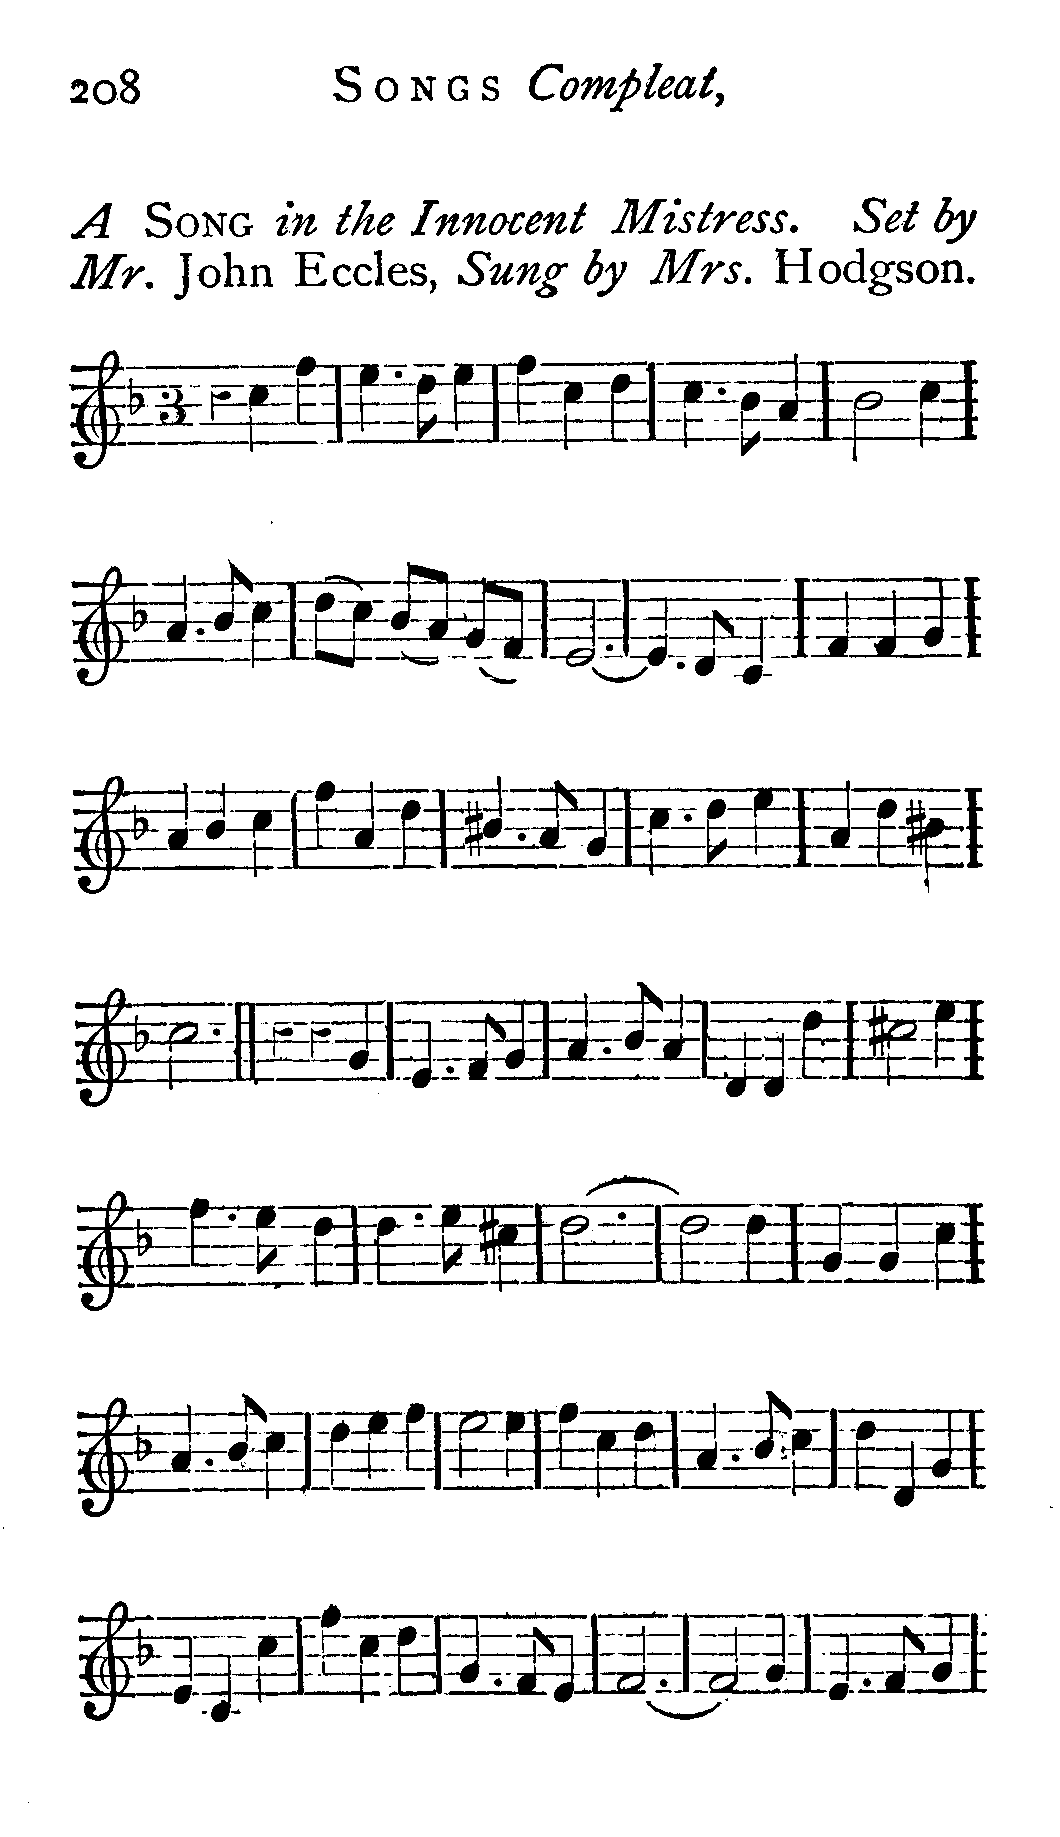 208 SONGS Compleat,
A SONG in the Innocent Mistress. Set by
Mr. John Eccles, Sung by Mrs. Hodgson.
3